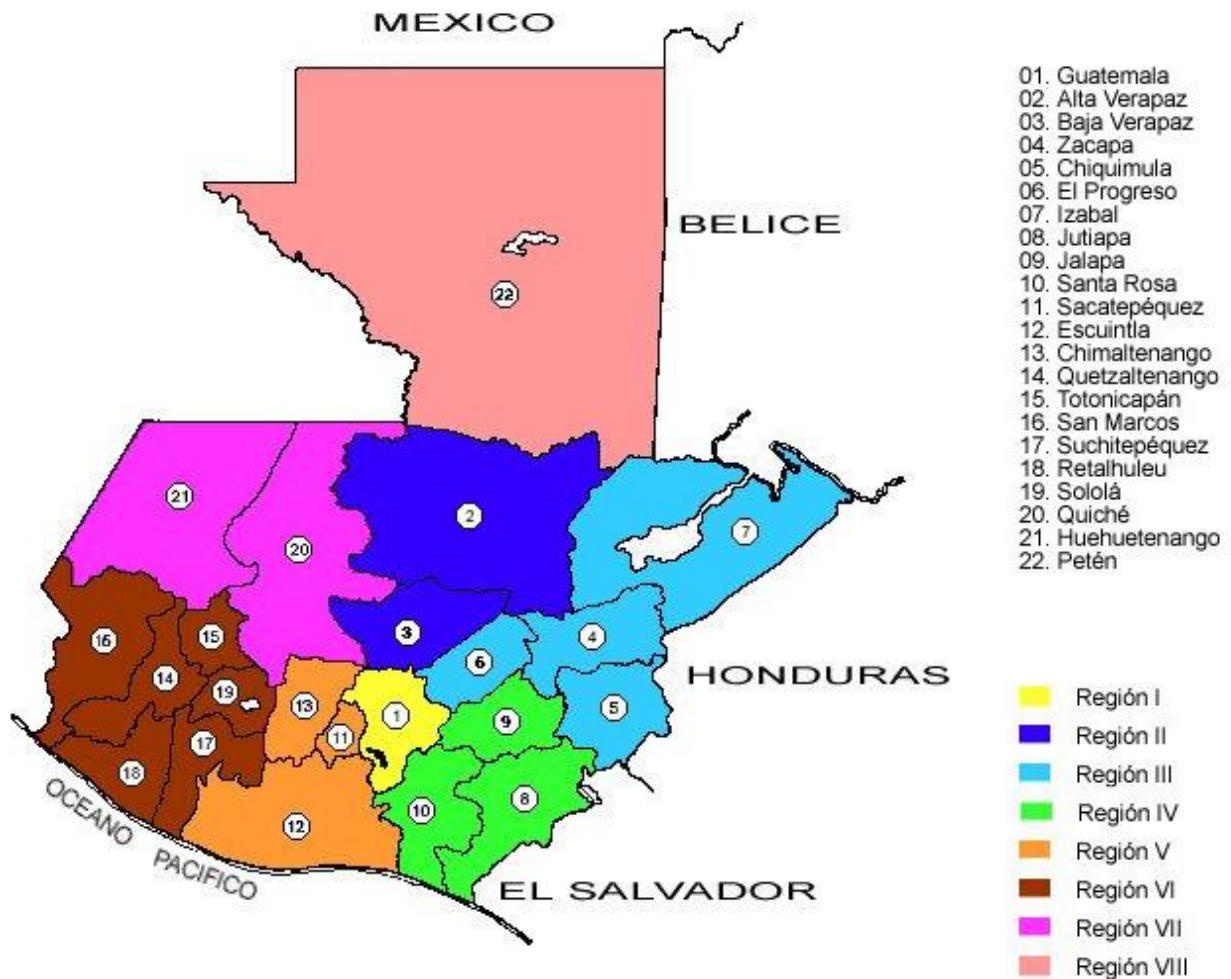 MEXICO
BELICE
HONDURAS
EL SALVADOR
OCEANO PACIFICO
22
21
20
2
7
3
4
16
15
6
14
19
13
1
9
5
11
17
18
10
8
12
01. Guatemala
02. Alta Verapaz
03. Baja Verapaz
04. Zacapa
05. Chiquimula
06. El Progreso
07. Izabal
08. Jutiapa
09. Jalapa
10. Santa Rosa
11. Sacatepéquez
12. Escuintla
13. Chimaltenango
14. Quetzaltenango
15. Totonicapán
16. San Marcos
17. Suchitepéquez
18. Retalhuleu
19. Sololá
20. Quiché
21. Huehuetenango
22. Petén
Región I
Región II
Región III
Región IV
Región V
Región VI
Región VII
Región VIII